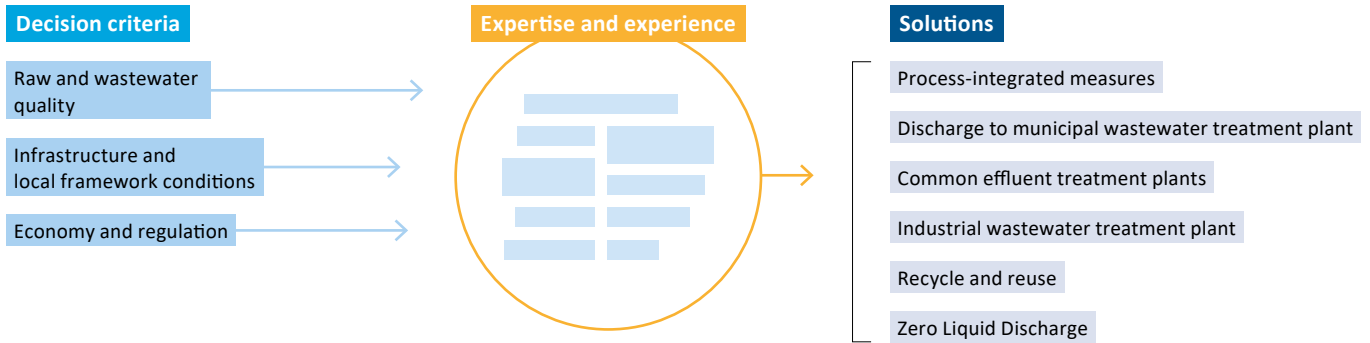 Decision criteria
Raw and wastewater
quality
Infrastructure and
local framework conditions
Economy and regulation
Expertise and experience
Solutions
Process-integrated measures
Discharge to municipal wastewater treatment plant
Common effluent treatment plants
Industrial wastewater treatment plant
Recycle and reuse
Zero Liquid Discharge